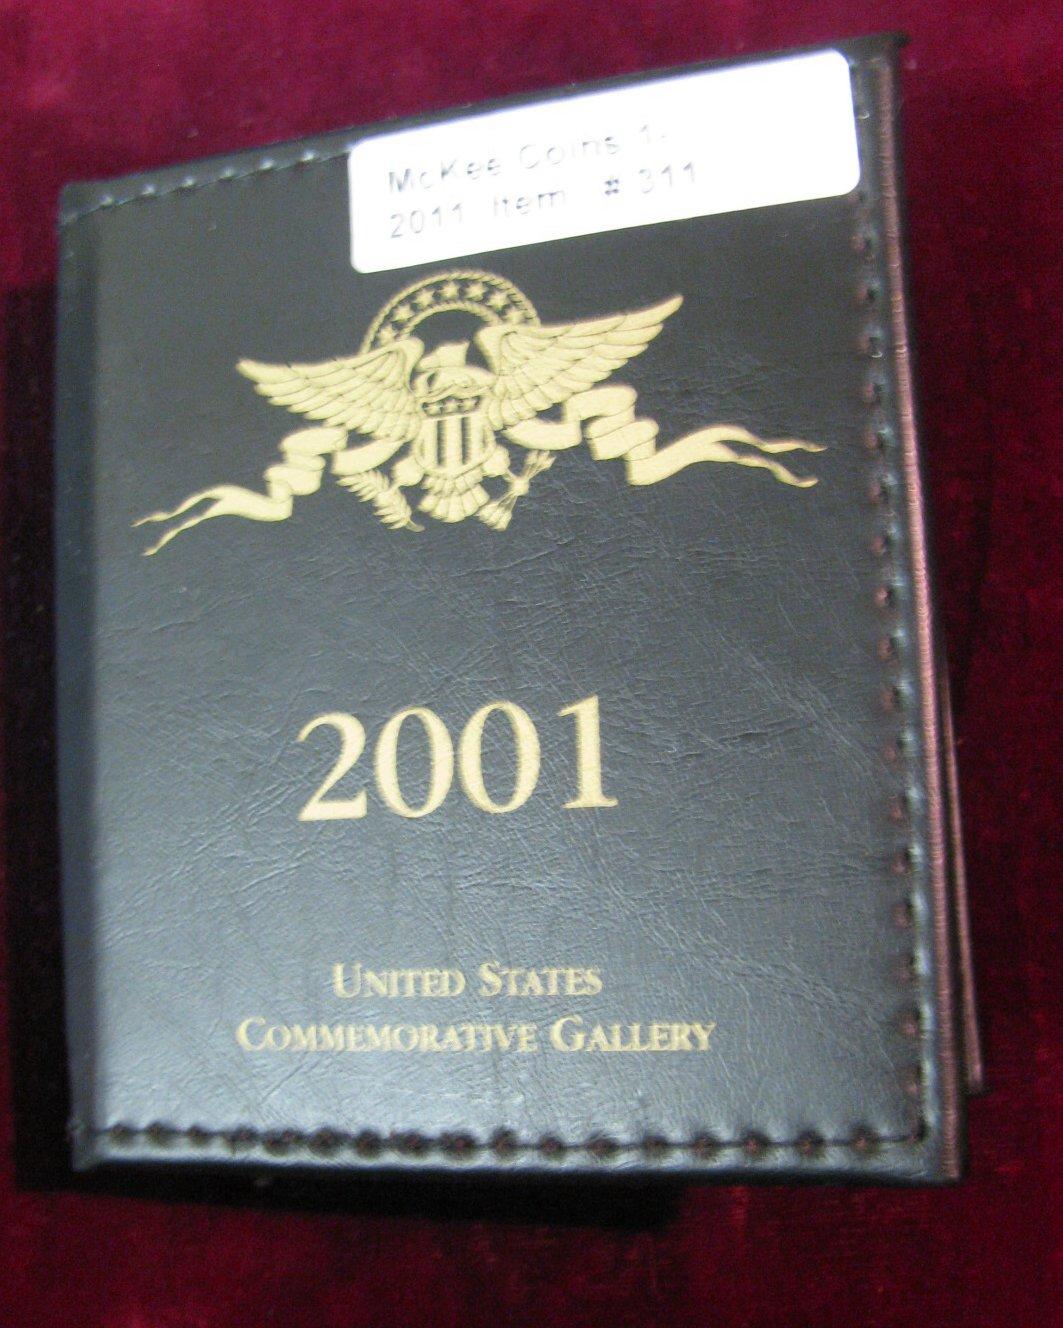 McKee Coins 1-
2011 Item # 311
2001
UNITED STATES
COMMEMORATIVE GALLERY